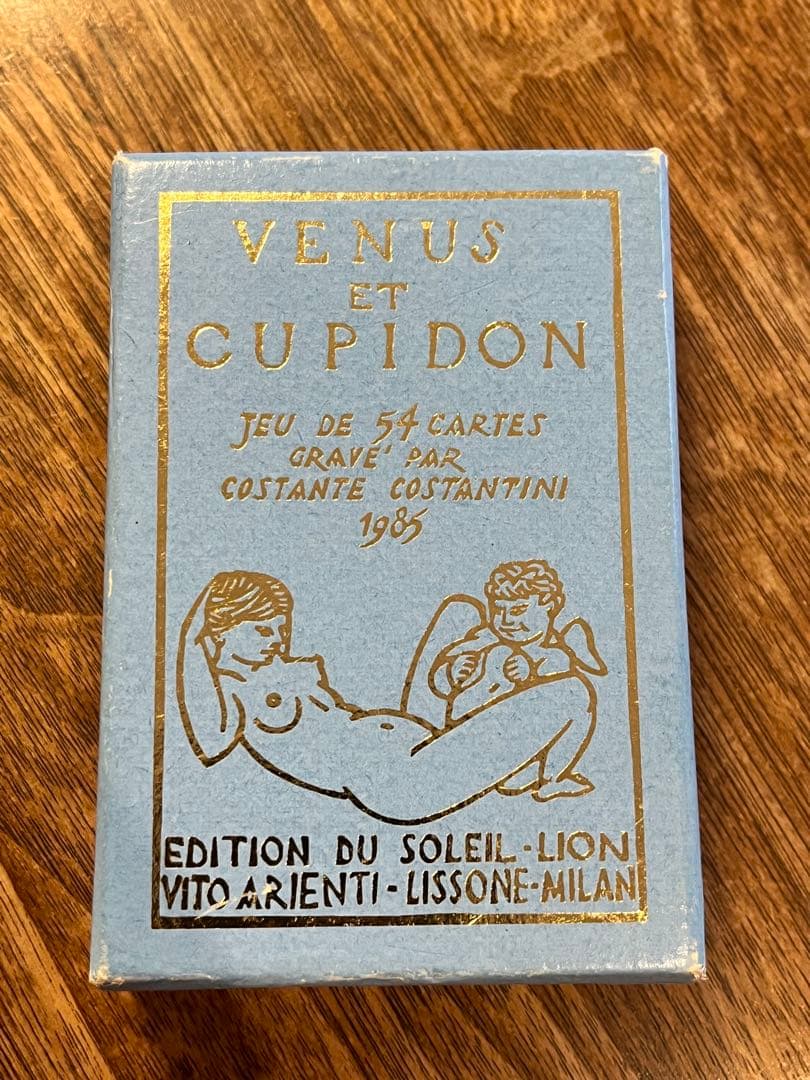 VENUS
ET
CUPIDON
JEU DE 54 CARTES
GRAVE' PAR
COSTANTE COSTANTINI
1985
EDITION DU SOLEIL - LION
VITO ARIENTI - LISSONE - MILAN